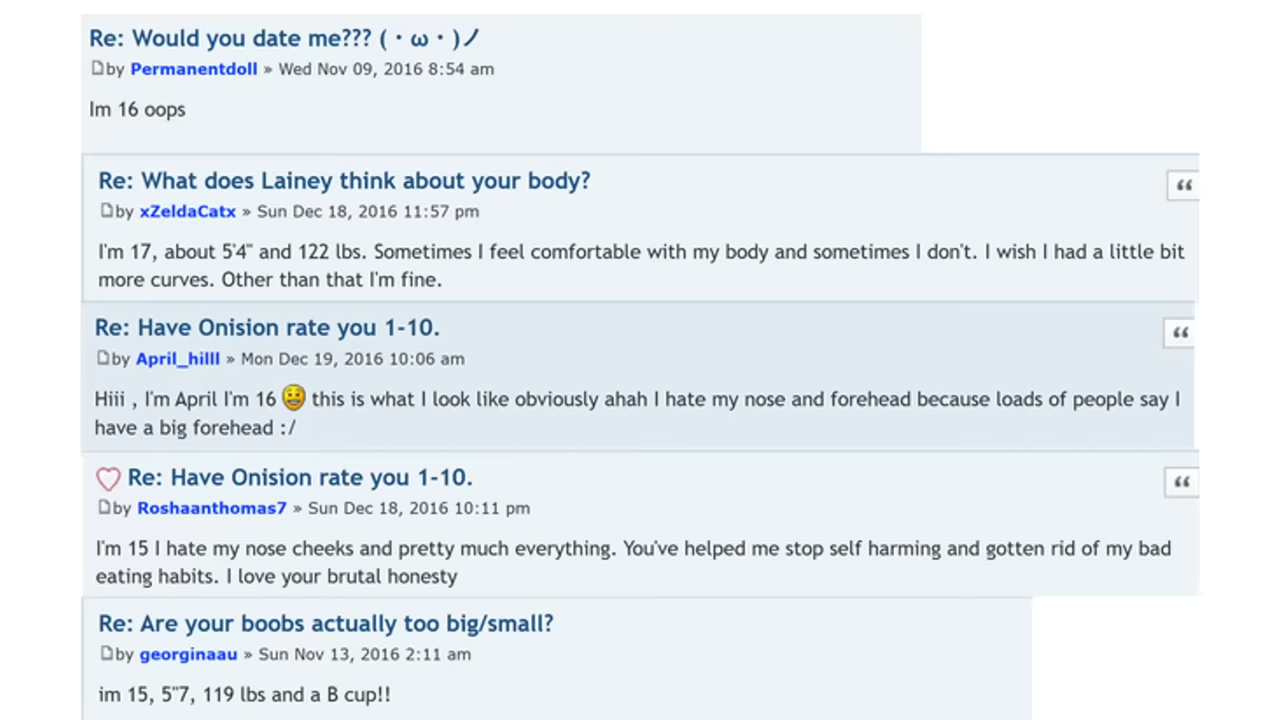 Re: Would you date me??? (・ω・)ノ
by Permanentdoll » Wed Nov 09, 2016 8:54 am
Im 16 oops
Re: What does Lainey think about your body?
by xZeldaCatx » Sun Dec 18, 2016 11:57 pm
I'm 17, about 5'4" and 122 lbs. Sometimes I feel comfortable with my body and sometimes I don't. I wish I had a little bit
more curves. Other than that I'm fine.
Re: Have Onision rate you 1-10.
by April_hilll » Mon Dec 19, 2016 10:06 am
Hiii , I'm April I'm 16 😀 this is what I look like obviously ahah I hate my nose and forehead because loads of people say I
have a big forehead :/
Re: Have Onision rate you 1-10.
by Roshaanthomas7 » Sun Dec 18, 2016 10:11 pm
I'm 15 I hate my nose cheeks and pretty much everything. You've helped me stop self harming and gotten rid of my bad
eating habits. I love your brutal honesty
Re: Are your boobs actually too big/small?
by georginaau » Sun Nov 13, 2016 2:11 am
im 15, 5"7, 119 lbs and a B cup!!